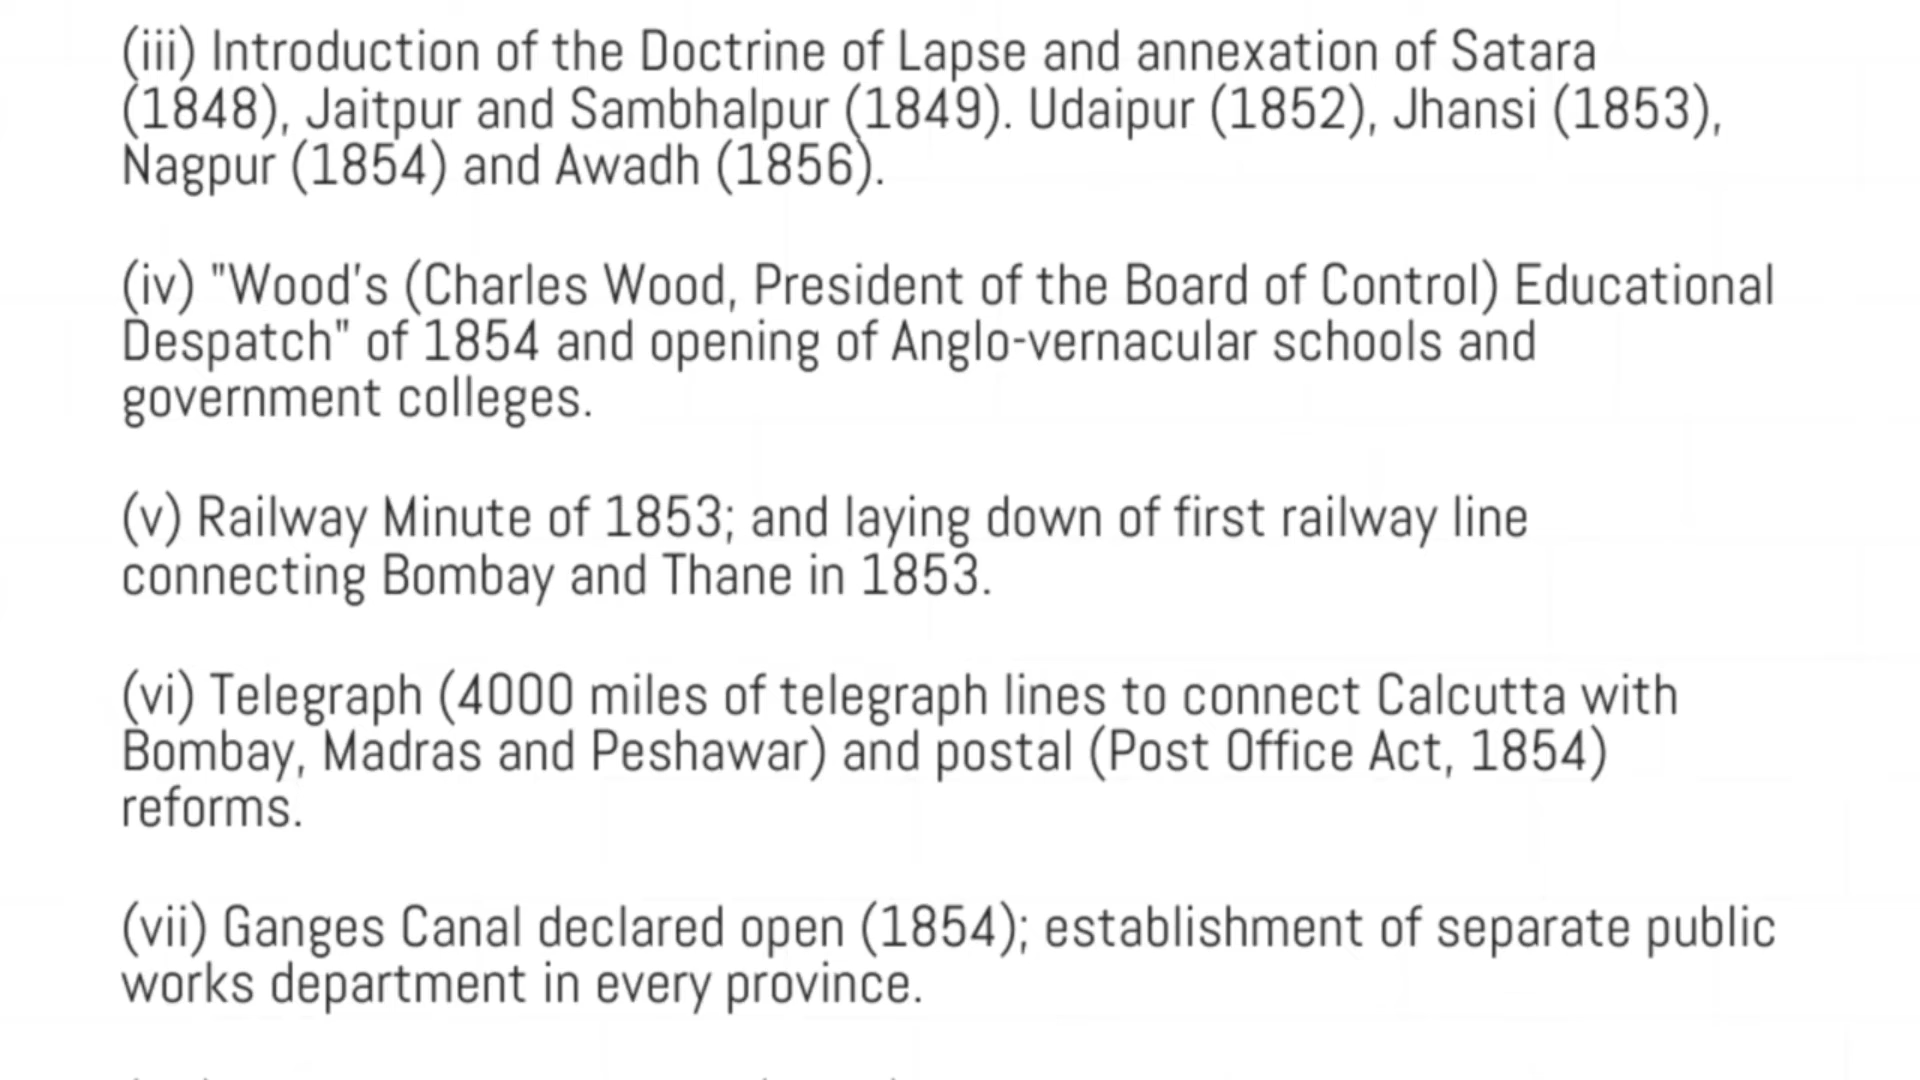 (iii) Introduction of the Doctrine of Lapse and annexation of Satara
(1848), Jaitpur and Sambhalpur (1849). Udaipur (1852), Jhansi (1853),
Nagpur (1854) and Awadh (1856).
(iv) "Wood's (Charles Wood, President of the Board of Control) Educational
Despatch" of 1854 and opening of Anglo-vernacular schools and
government colleges.
(v) Railway Minute of 1853; and laying down of first railway line
connecting Bombay and Thane in 1853.
(vi) Telegraph (4000 miles of telegraph lines to connect Calcutta with
Bombay, Madras and Peshawar) and postal (Post Office Act, 1854)
reforms.
(vii) Ganges Canal declared open (1854); establishment of separate public
works department in every province.